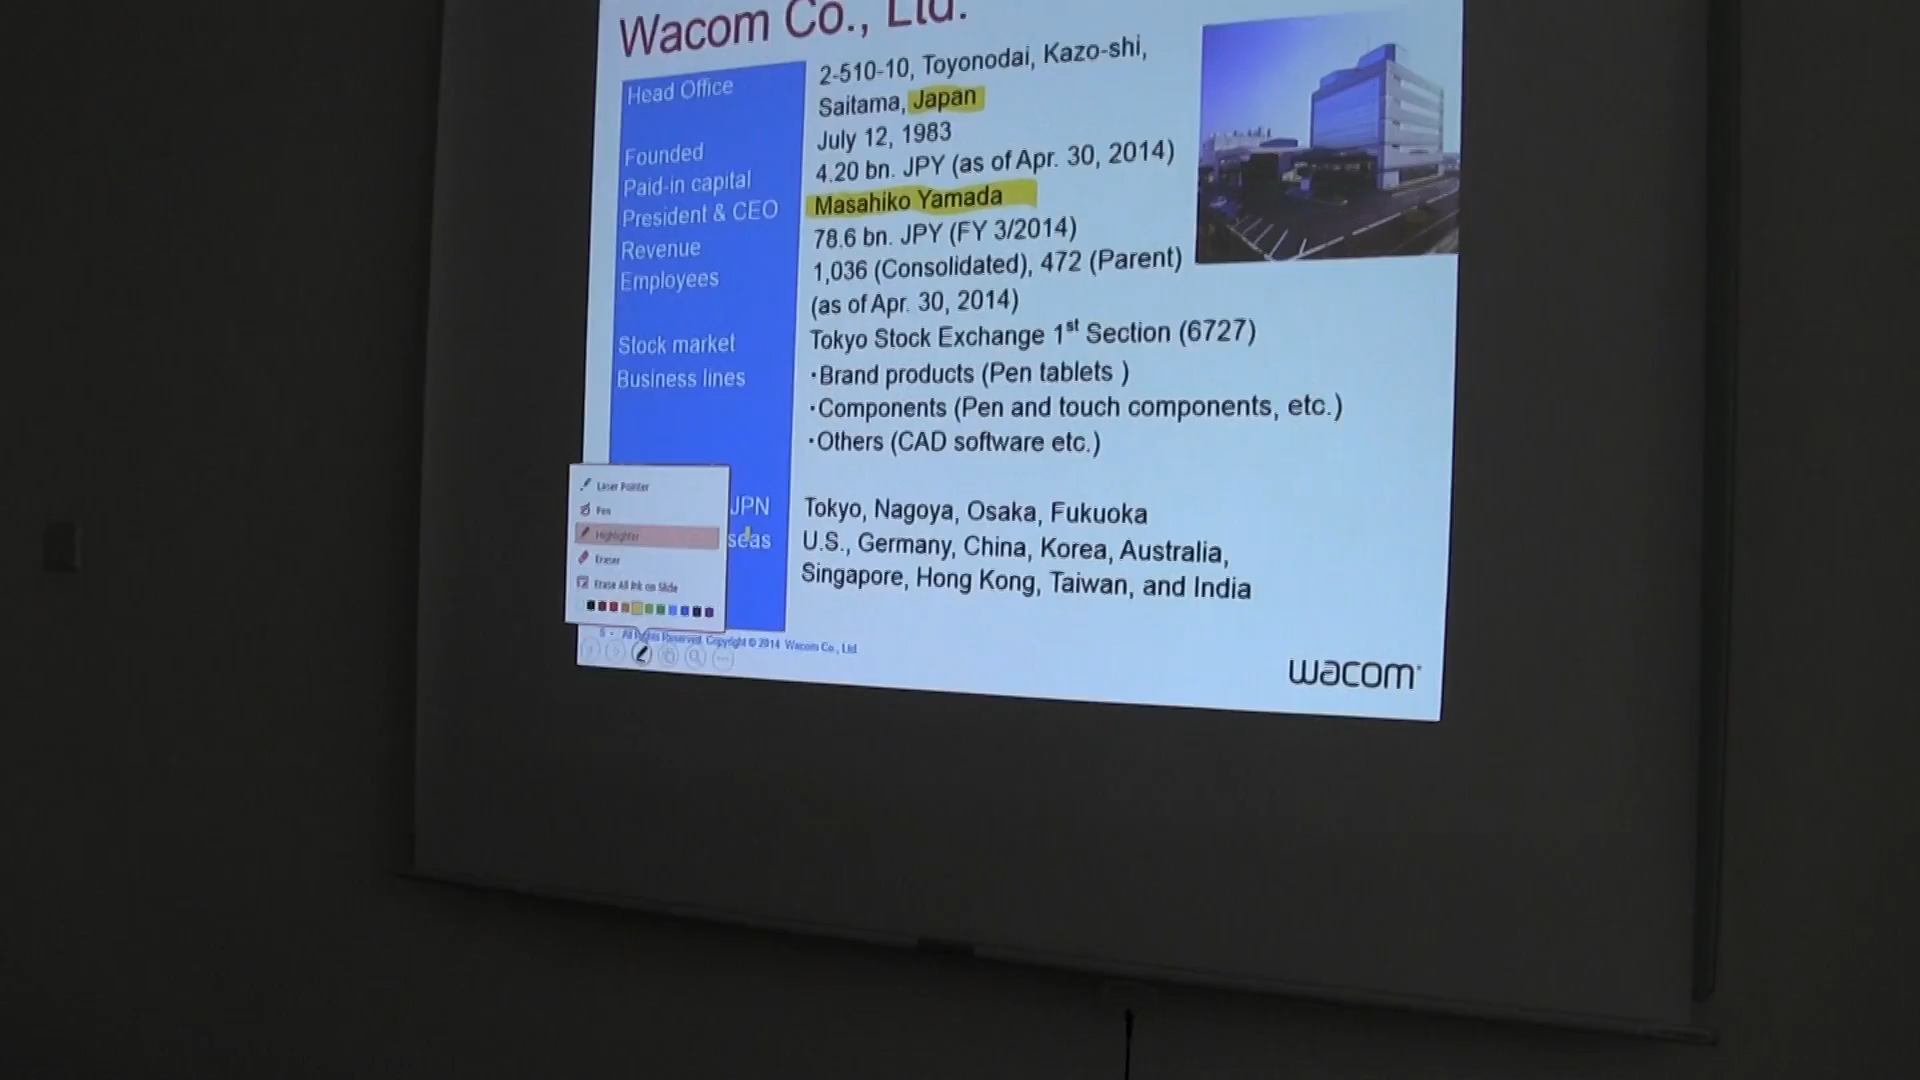 Wacom Co., Ltd.
Head Office
2-510-10, Toyonodai, Kazo-shi,
Saitama, Japan
Founded
July 12, 1983
Paid-in capital
4.20 bn. JPY (as of Apr. 30, 2014)
President & CEO
Masahiko Yamada
Revenue
78.6 bn. JPY (FY 3/2014)
Employees
1,036 (Consolidated), 472 (Parent)
(as of Apr. 30, 2014)
Stock market
Tokyo Stock Exchange 1st Section (6727)
Business lines
・Brand products (Pen tablets )
・Components (Pen and touch components, etc.)
・Others (CAD software etc.)
JPN
Tokyo, Nagoya, Osaka, Fukuoka
seas
U.S., Germany, China, Korea, Australia,
Singapore, Hong Kong, Taiwan, and India
Laser Pointer
Pen
Highlighter
Eraser
Erase All Ink on Slide
All Rights Reserved. Copyright © 2014 Wacom Co., Ltd
wacom